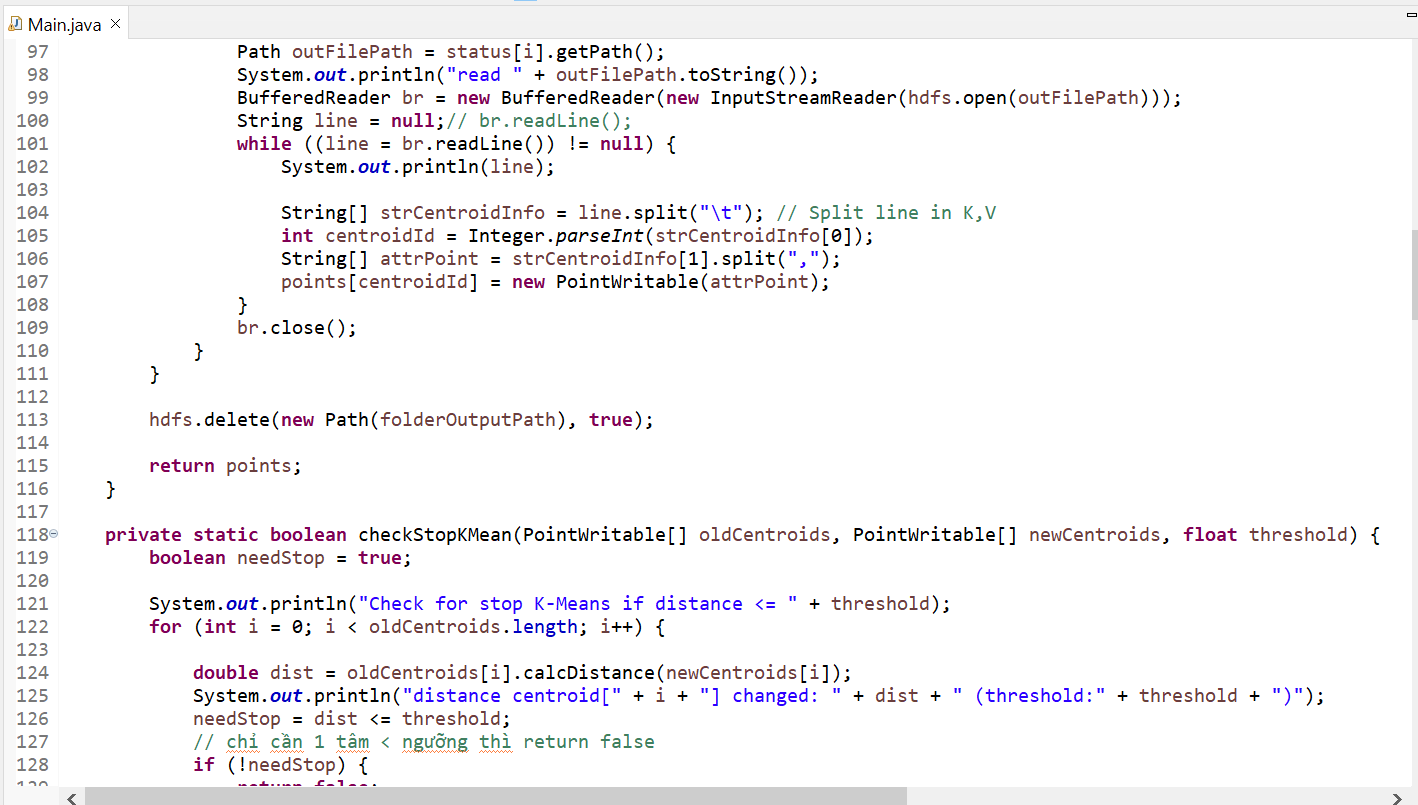 Main.java
97 Path outFilePath = status[i].getPath();
98 System.out.println("read " + outFilePath.toString());
99 BufferedReader br = new BufferedReader(new InputStreamReader(hdfs.open(outFilePath)));
100 String line = null;// br.readLine();
101 while ((line = br.readLine()) != null) {
102 System.out.println(line);
103
104 String[] strCentroidInfo = line.split("\t"); // Split line in K,V
105 int centroidId = Integer.parseInt(strCentroidInfo[0]);
106 String[] attrPoint = strCentroidInfo[1].split(",");
107 points[centroidId] = new PointWritable(attrPoint);
108 }
109 br.close();
110 }
111 }
112
113 hdfs.delete(new Path(folderOutputPath), true);
114
115 return points;
116 }
117
118 private static boolean checkStopKMean(PointWritable[] oldCentroids, PointWritable[] newCentroids, float threshold) {
119 boolean needStop = true;
120
121 System.out.println("Check for stop K-Means if distance <= " + threshold);
122 for (int i = 0; i < oldCentroids.length; i++) {
123
124 double dist = oldCentroids[i].calcDistance(newCentroids[i]);
125 System.out.println("distance centroid[" + i + "] changed: " + dist + " (threshold:" + threshold + ")");
126 needStop = dist <= threshold;
127 // chỉ cần 1 tâm < ngưỡng thì return false
128 if (!needStop) {
129 return false;